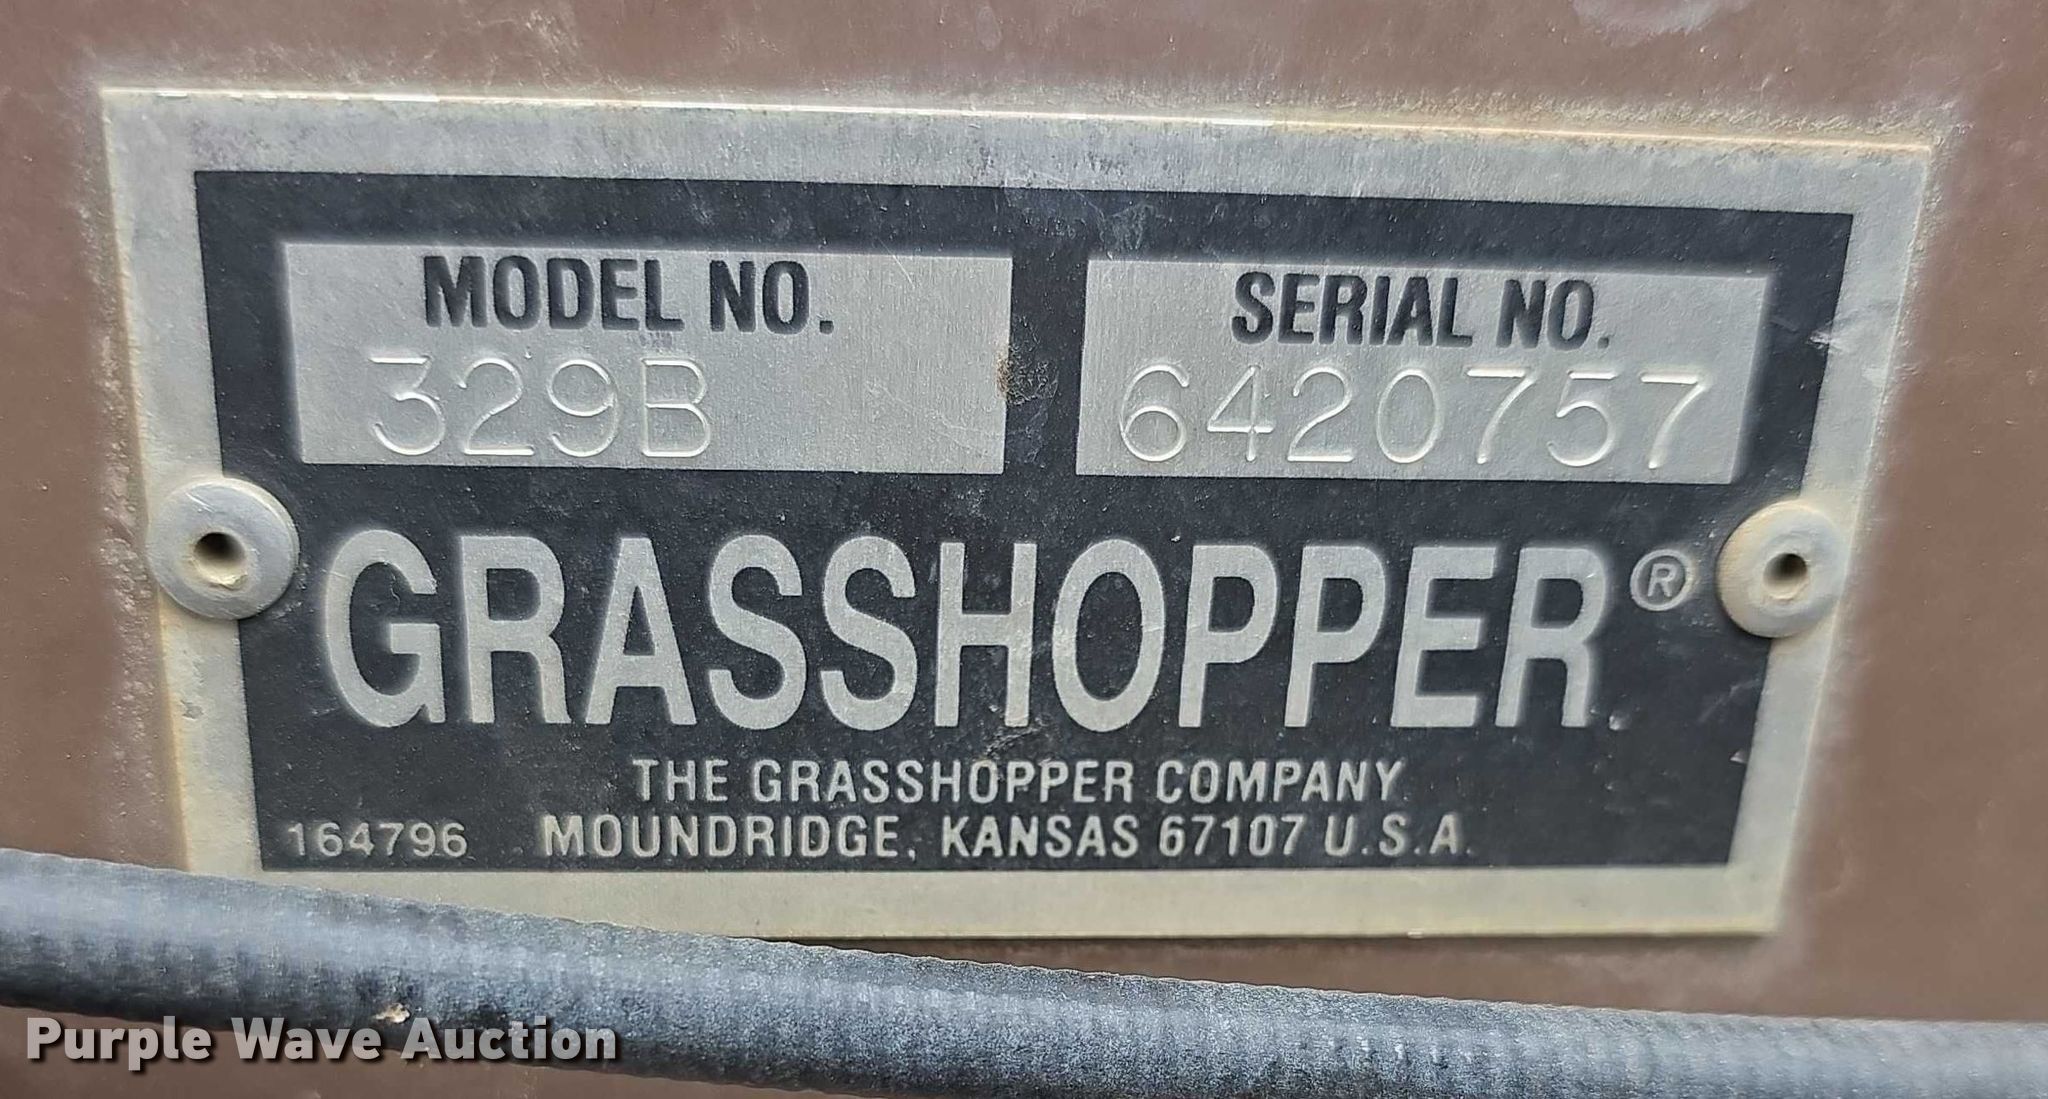 MODEL NO.
329B
SERIAL NO.
6420757
GRASSHOPPER®
THE GRASSHOPPER COMPANY
164796 MOUNDRIDGE, KANSAS 67107 U.S.A.
Purple Wave Auction